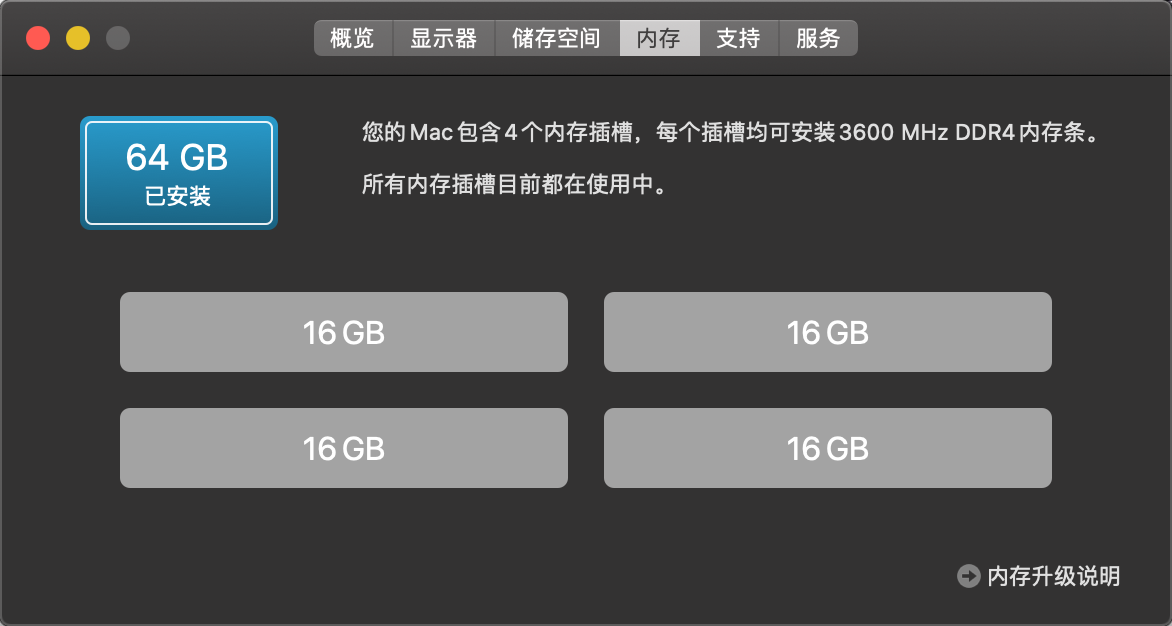 概览 显示器 储存空间 内存 支持 服务
64 GB
已安装
您的 Mac 包含 4 个内存插槽，每个插槽均可安装 3600 MHz DDR4 内存条。
所有内存插槽目前都在使用中。
16 GB 16 GB
16 GB 16 GB
内存升级说明